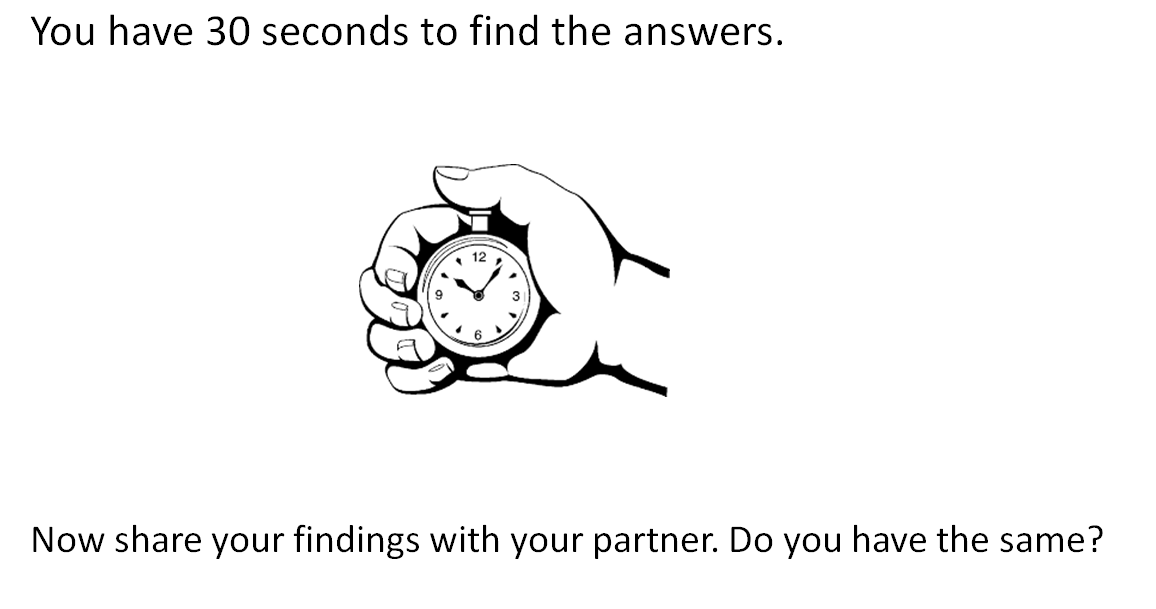 You have 30 seconds to find the answers.
12
9
3
6
Now share your findings with your partner. Do you have the same?